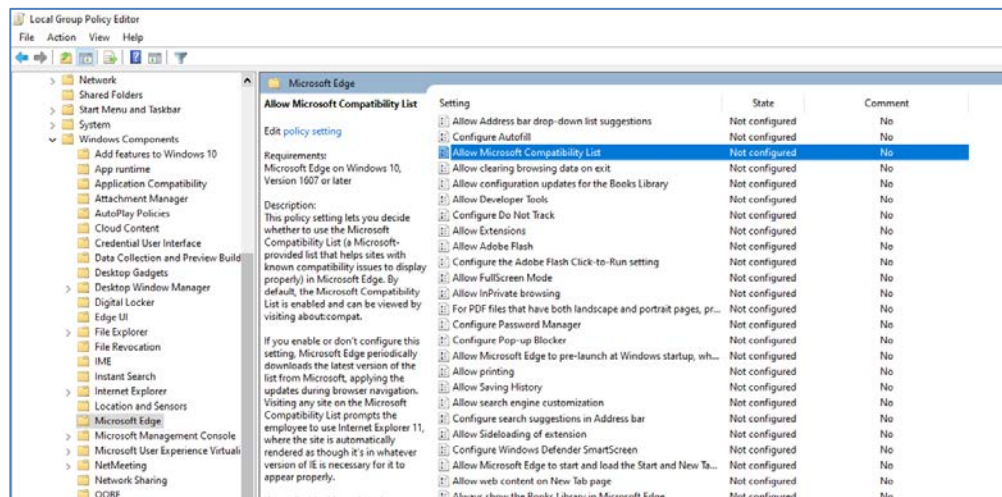 Local Group Policy Editor
File Action View Help
Network
Shared Folders
Start Menu and Taskbar
System
Windows Components
Add features to Windows 10
App runtime
Application Compatibility
Attachment Manager
AutoPlay Policies
Cloud Content
Credential User Interface
Data Collection and Preview Build
Desktop Gadgets
Desktop Window Manager
Digital Locker
Edge UI
File Explorer
File Revocation
IME
Instant Search
Internet Explorer
Location and Sensors
Microsoft Edge
Microsoft Management Console
Microsoft User Experience Virtuali
NetMeeting
Network Sharing
OOBE
Microsoft Edge
Allow Microsoft Compatibility List
Edit policy setting
Requirements:
Microsoft Edge on Windows 10,
Version 1607 or later
Description:
This policy setting lets you decide
whether to use the Microsoft
Compatibility List (a Microsoft-
provided list that helps sites with
known compatibility issues to display
properly) in Microsoft Edge. By
default, the Microsoft Compatibility
List is enabled and can be viewed by
visiting about:compat.
If you enable or don't configure this
setting, Microsoft Edge periodically
downloads the latest version of the
list from Microsoft, applying the
updates during browser navigation.
Visiting any site on the Microsoft
Compatibility List prompts the
employee to use Internet Explorer 11,
where the site is automatically
rendered as though it's in whatever
version of IE is necessary for it to
appear properly.
Setting State Comment
Allow Address bar drop-down list suggestions Not configured No
Configure Autofill Not configured No
Allow Microsoft Compatibility List Not configured No
Allow clearing browsing data on exit Not configured No
Allow configuration updates for the Books Library Not configured No
Allow Developer Tools Not configured No
Configure Do Not Track Not configured No
Allow Extensions Not configured No
Allow Adobe Flash Not configured No
Configure the Adobe Flash Click-to-Run setting Not configured No
Allow FullScreen Mode Not configured No
Allow InPrivate browsing Not configured No
For PDF files that have both landscape and portrait pages, pr... Not configured No
Configure Password Manager Not configured No
Configure Pop-up Blocker Not configured No
Allow Microsoft Edge to pre-launch at Windows startup, wh... Not configured No
Allow printing Not configured No
Allow Saving History Not configured No
Allow search engine customization Not configured No
Configure search suggestions in Address bar Not configured No
Allow Sideloading of extension Not configured No
Configure Windows Defender SmartScreen Not configured No
Allow Microsoft Edge to start and load the Start and New Ta... Not configured No
Allow web content on New Tab page Not configured No
Always show the Books Library in Microsoft Edge Not configured No